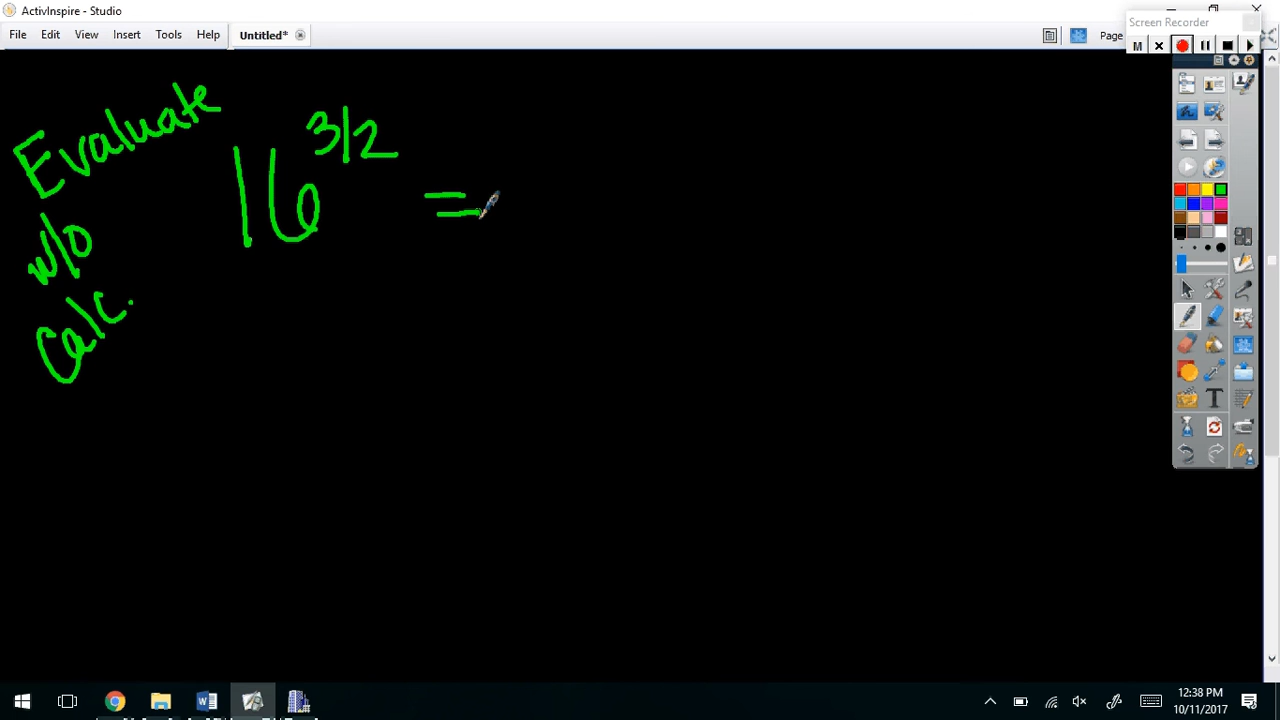 ActivInspire - Studio
Screen Recorder
File Edit View Insert Tools Help Untitled* Page
M
Evaluate
w/o
Calc.
16^3/2 =
T
12:38 PM
10/11/2017